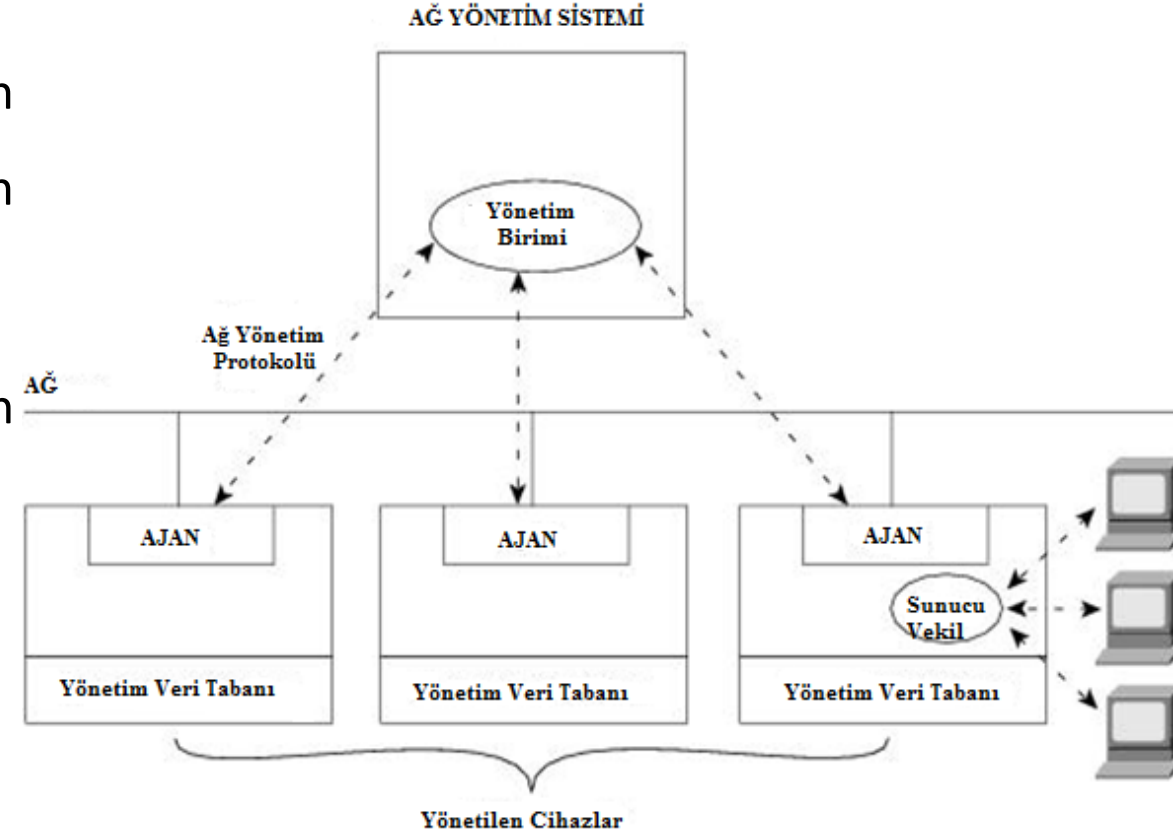 AĞ YÖNETİM SİSTEMİ
n
n
Yönetim
Birimi
Ağ Yönetim
Protokolü
AĞ
n
AJAN
AJAN
AJAN
Sunucu
Vekil
Yönetim Veri Tabanı
Yönetim Veri Tabanı
Yönetim Veri Tabanı
Yönetilen Cihazlar